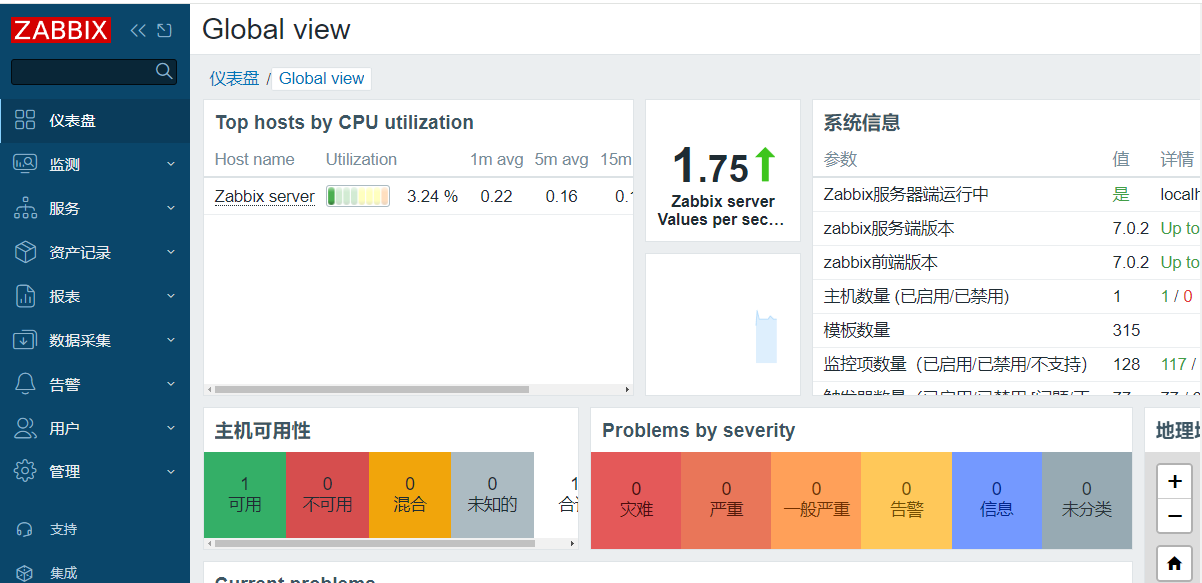 ZABBIX
Global view
仪表盘 / Global view
仪表盘
监测
服务
资产记录
报表
数据采集
告警
用户
管理
支持
集成
Top hosts by CPU utilization
Host name Utilization 1m avg 5m avg 15m
Zabbix server 3.24 % 0.22 0.16 0.
1.75
Zabbix server
Values per sec...
系统信息
参数 值 详情
Zabbix服务器端运行中 是 localh
zabbix服务端版本 7.0.2 Up to
zabbix前端版本 7.0.2 Up to
主机数量 (已启用/已禁用) 1 1 / 0
模板数量 315
监控项数量（已启用/已禁用/不支持） 128 117 /
主机可用性
1 0 0 0 1
可用 不可用 混合 未知的 合
Problems by severity
0 0 0 0 0 0
灾难 严重 一般严重 告警 信息 未分类
地理
+
−
Current problems